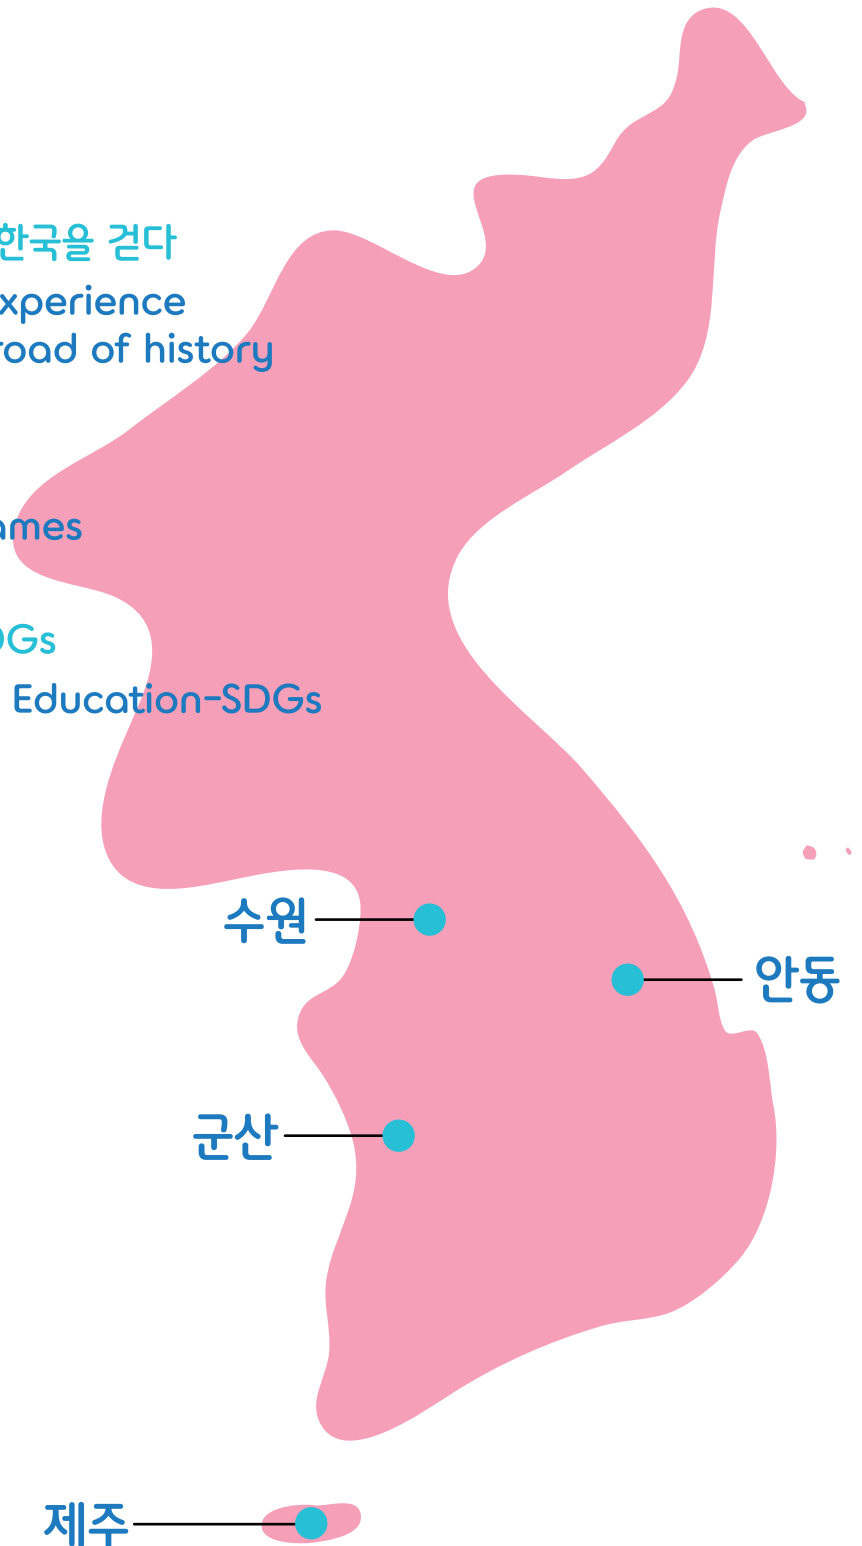 한국을 걷다
xperience
road of history
ames
DGs
Education-SDGs
수원
안동
군산
제주